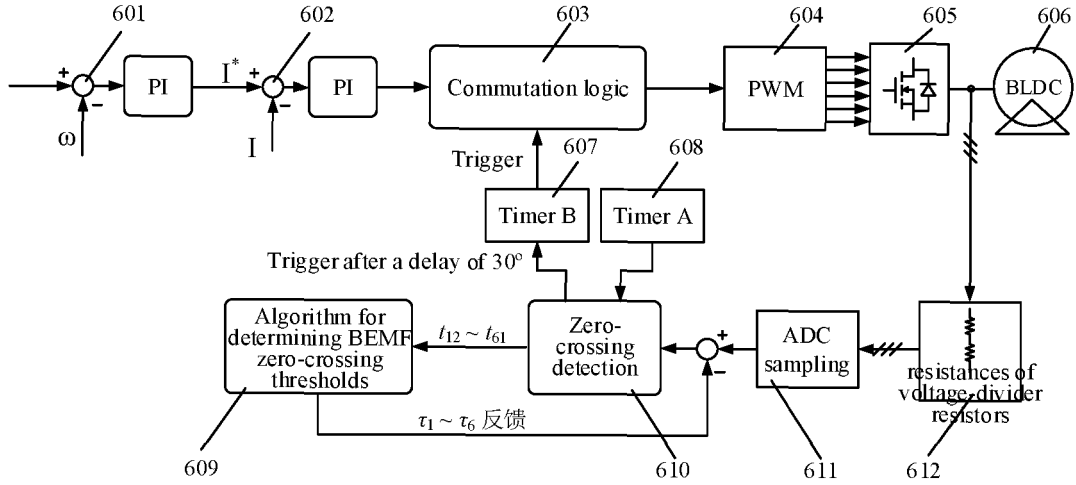 601
602
603
604
605
606
+
−
ω
PI
I*
+
−
I
PI
Commutation logic
PWM
BLDC
Trigger
607
608
Timer B
Timer A
Trigger after a delay of 30°
Algorithm for
determining BEMF
zero-crossing
thresholds
t12 ~ t61
Zero-
crossing
detection
+
−
ADC
sampling
resistances of
voltage-divider
resistors
τ1 ~ τ6 反馈
609
610
611
612